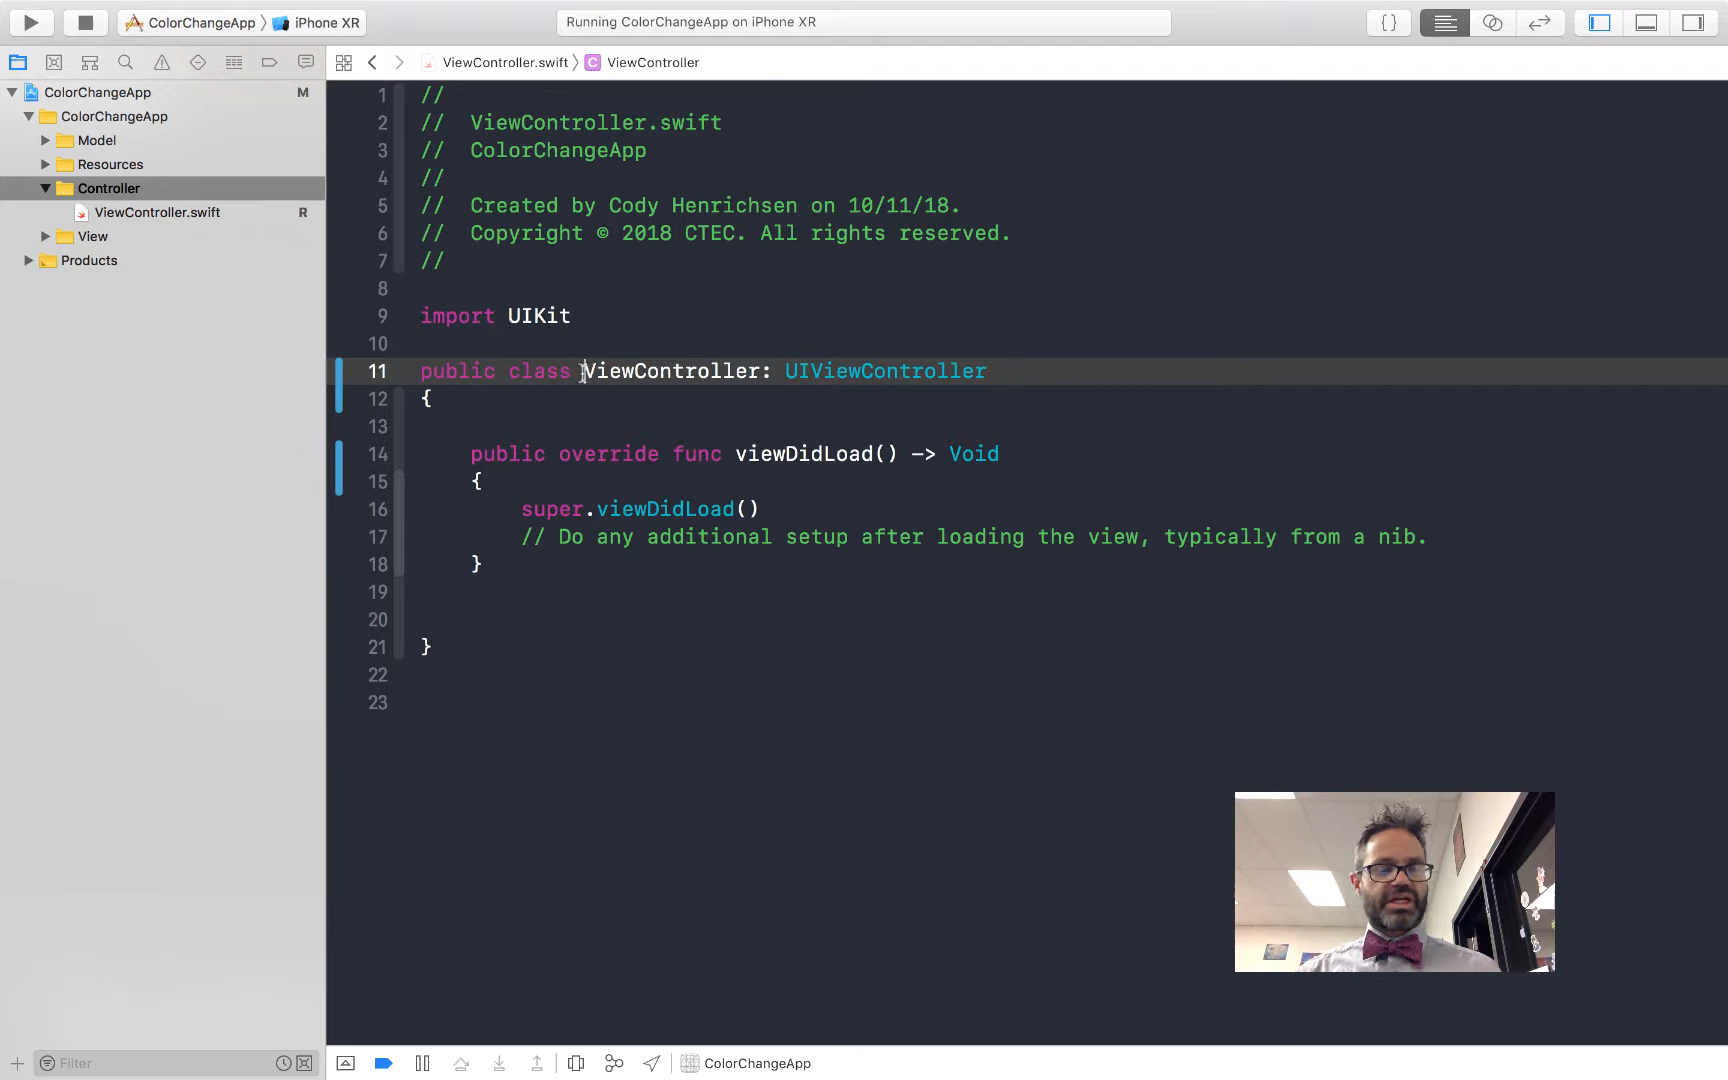 ColorChangeApp 〉 iPhone XR
Running ColorChangeApp on iPhone XR
{ }
ViewController.swift 〉 C ViewController
ColorChangeApp M
ColorChangeApp
Model
Resources
Controller
ViewController.swift R
View
Products
1 //
2 // ViewController.swift
3 // ColorChangeApp
4 //
5 // Created by Cody Henrichsen on 10/11/18.
6 // Copyright © 2018 CTEC. All rights reserved.
7 //
8
9 import UIKit
10
11 public class ViewController: UIViewController
12 {
13
14 public override func viewDidLoad() -> Void
15 {
16 super.viewDidLoad()
17 // Do any additional setup after loading the view, typically from a nib.
18 }
19
20
21 }
22
23
Filter
ColorChangeApp